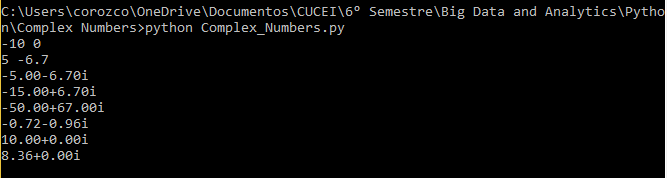 C:\Users\corozco\OneDrive\Documentos\CUCEI\6º Semestre\Big Data and Analytics\Pytho
n\Complex Numbers>python Complex_Numbers.py
-10 0
5 -6.7
-5.00-6.70i
-15.00+6.70i
-50.00+67.00i
-0.72-0.96i
10.00+0.00i
8.36+0.00i